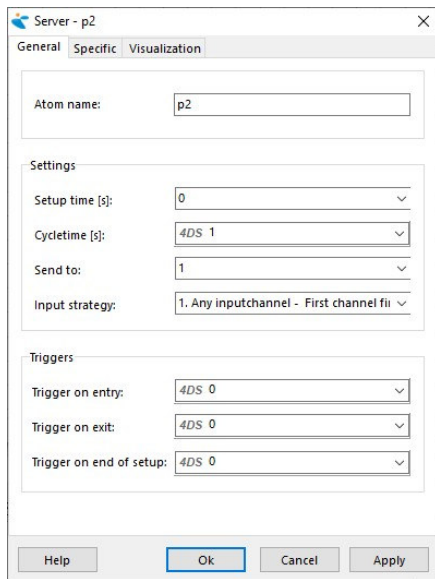 Server - p2
General Specific Visualization
Atom name: p2
Settings
Setup time [s]: 0
Cycletime [s]: 4DS 1
Send to: 1
Input strategy: 1. Any inputchannel - First channel fir
Triggers
Trigger on entry: 4DS 0
Trigger on exit: 4DS 0
Trigger on end of setup: 4DS 0
Help Ok Cancel Apply